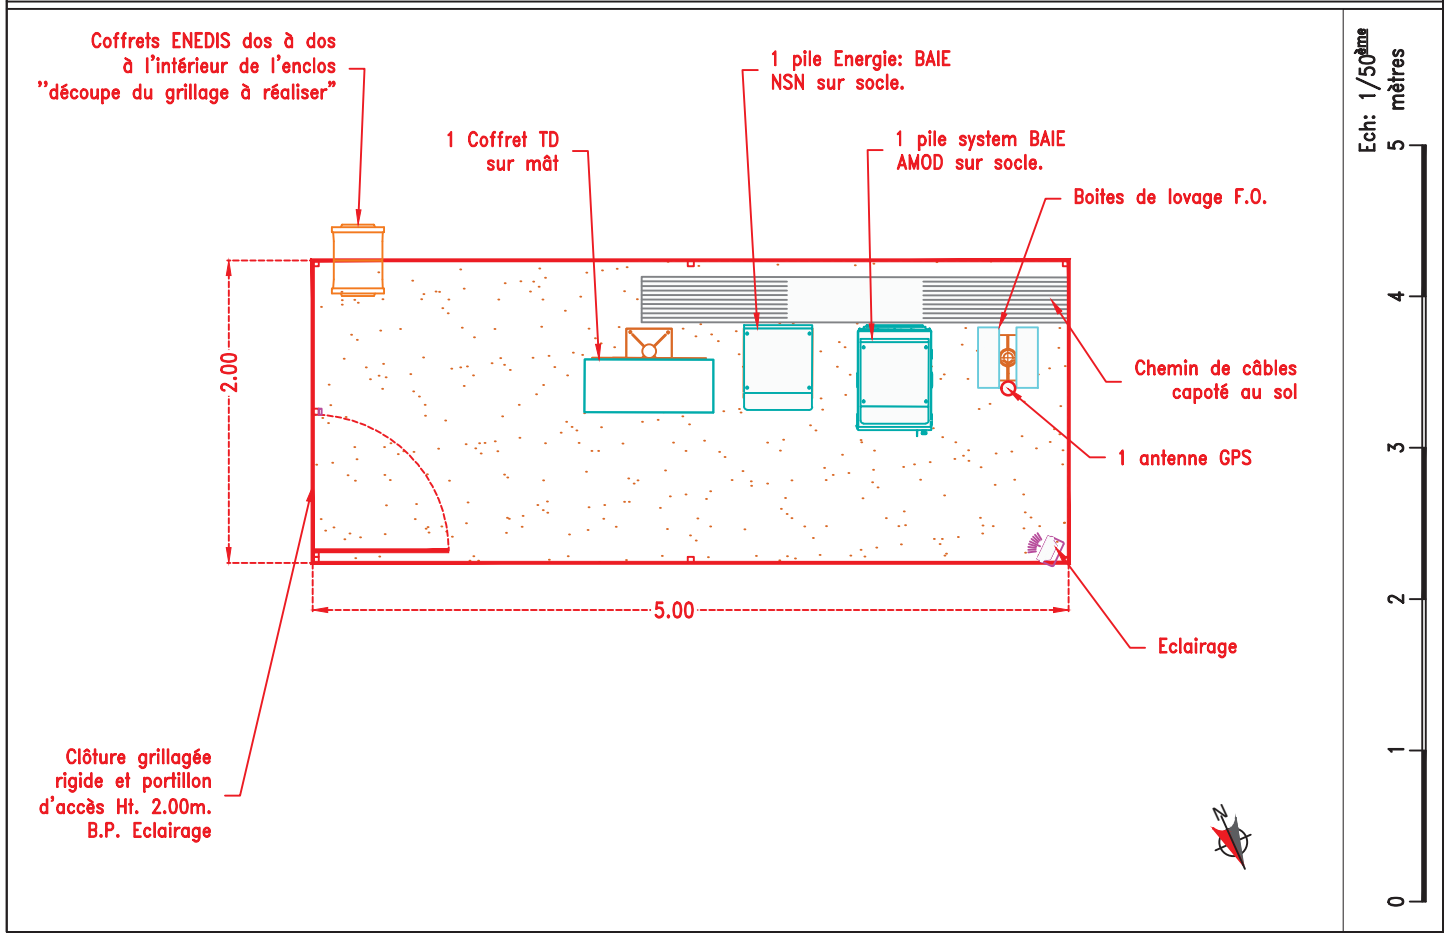 Coffrets ENEDIS dos à dos
à l'intérieur de l'enclos
''découpe du grillage à réaliser"
1 pile Energie: BAIE
NSN sur socle.
1 Coffret TD
sur mât
1 pile system BAIE
AMOD sur socle.
Boites de lovage F.O.
Chemin de câbles
capoté au sol
1 antenne GPS
2.00
5.00
Eclairage
Clôture grillagée
rigide et portillon
d'accès Ht. 2.00m.
B.P. Eclairage
N
Ech: 1/50ème
mètres
5
4
3
2
1
0